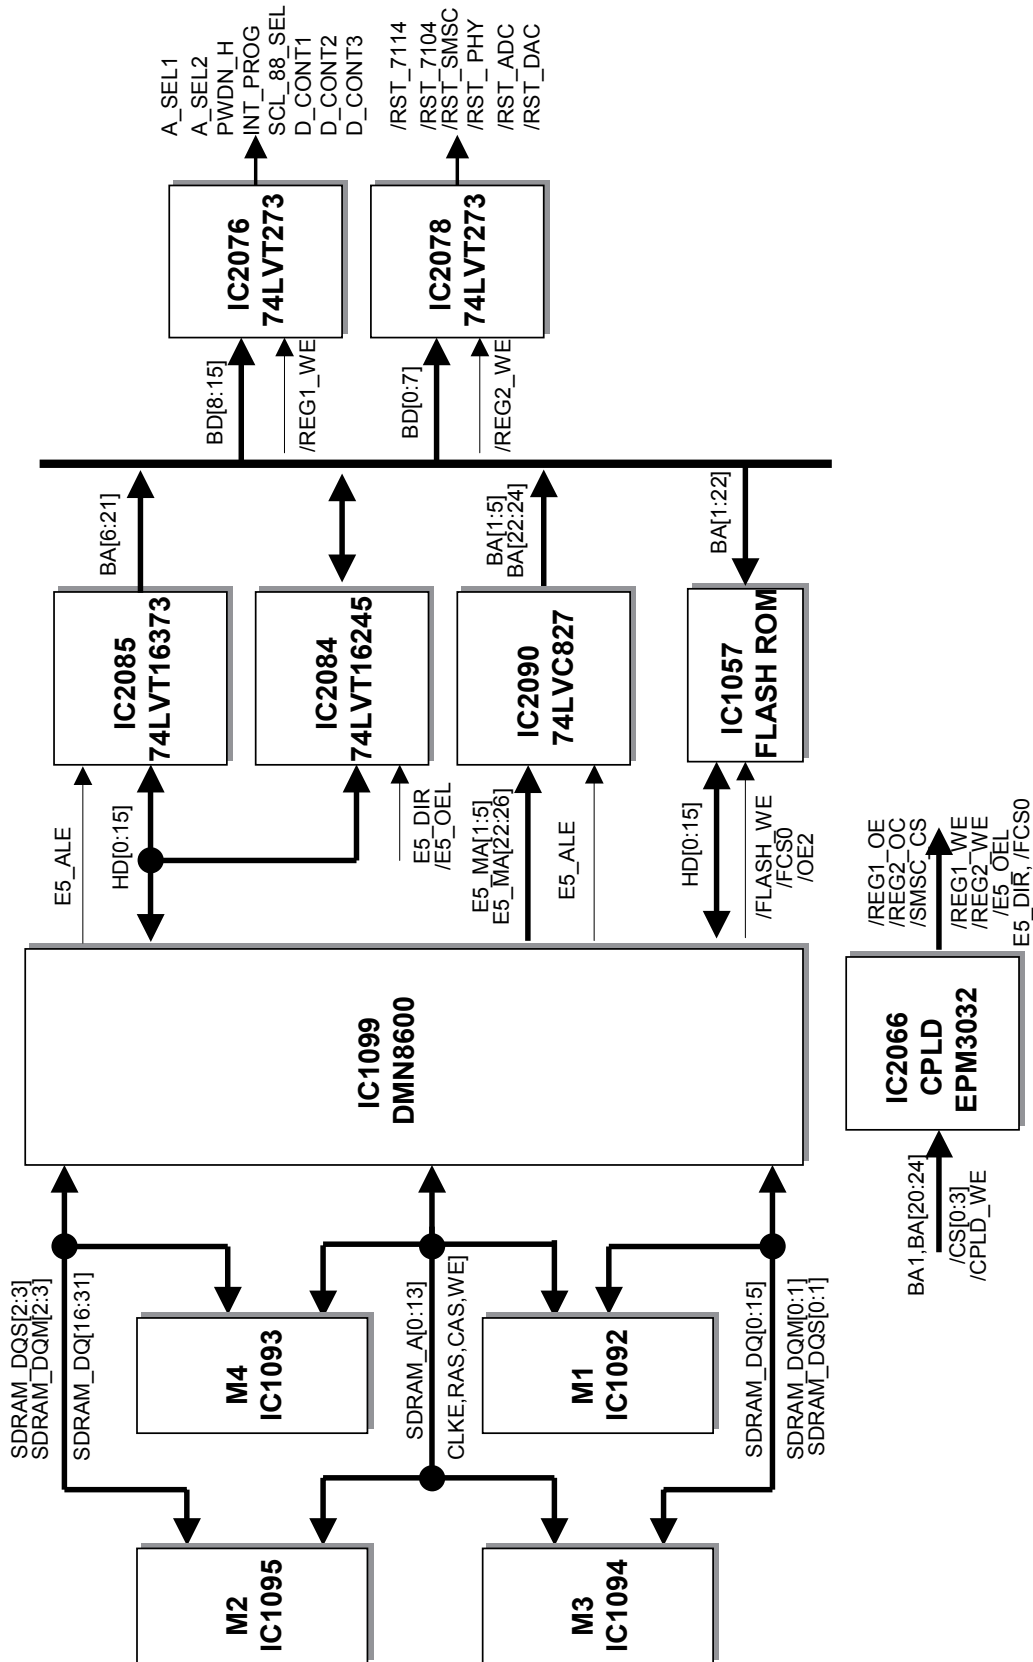 SDRAM_DQS[2:3]
SDRAM_DQM[2:3]
SDRAM_DQ[16:31]
M2
IC1095
M4
IC1093
SDRAM_A[0:13]
CLKE,RAS,CAS,WE]
M3
IC1094
M1
IC1092
SDRAM_DQ[0:15]
SDRAM_DQM[0:1]
SDRAM_DQS[0:1]
IC1099
DMN8600
E5_ALE
HD[0:15]
E5_DIR
/E5_OEL
E5_MA[1:5]
E5_MA[22:26]
E5_ALE
HD[0:15]
/FLASH_WE
/FCS0
/OE2
IC2085
74LVT16373
IC2084
74LVT16245
IC2090
74LVC827
IC1057
FLASH ROM
BA[6:21]
BA[1:5]
BA[22:24]
BA[1:22]
BD[8:15]
/REG1_WE
BD[0:7]
/REG2_WE
IC2076
74LVT273
IC2078
74LVT273
A_SEL1
A_SEL2
PWDN_H
INT_PROG
SCL_88_SEL
D_CONT1
D_CONT2
D_CONT3
/RST_7114
/RST_7104
/RST_SMSC
/RST_PHY
/RST_ADC
/RST_DAC
BA1,BA[20:24]
/CS[0:3]
/CPLD_WE
IC2066
CPLD
EPM3032
/REG1_OE
/REG2_OC
/SMSC_CS
/REG1_WE
/REG2_WE
/E5_OEL
E5_DIR, /FCS0